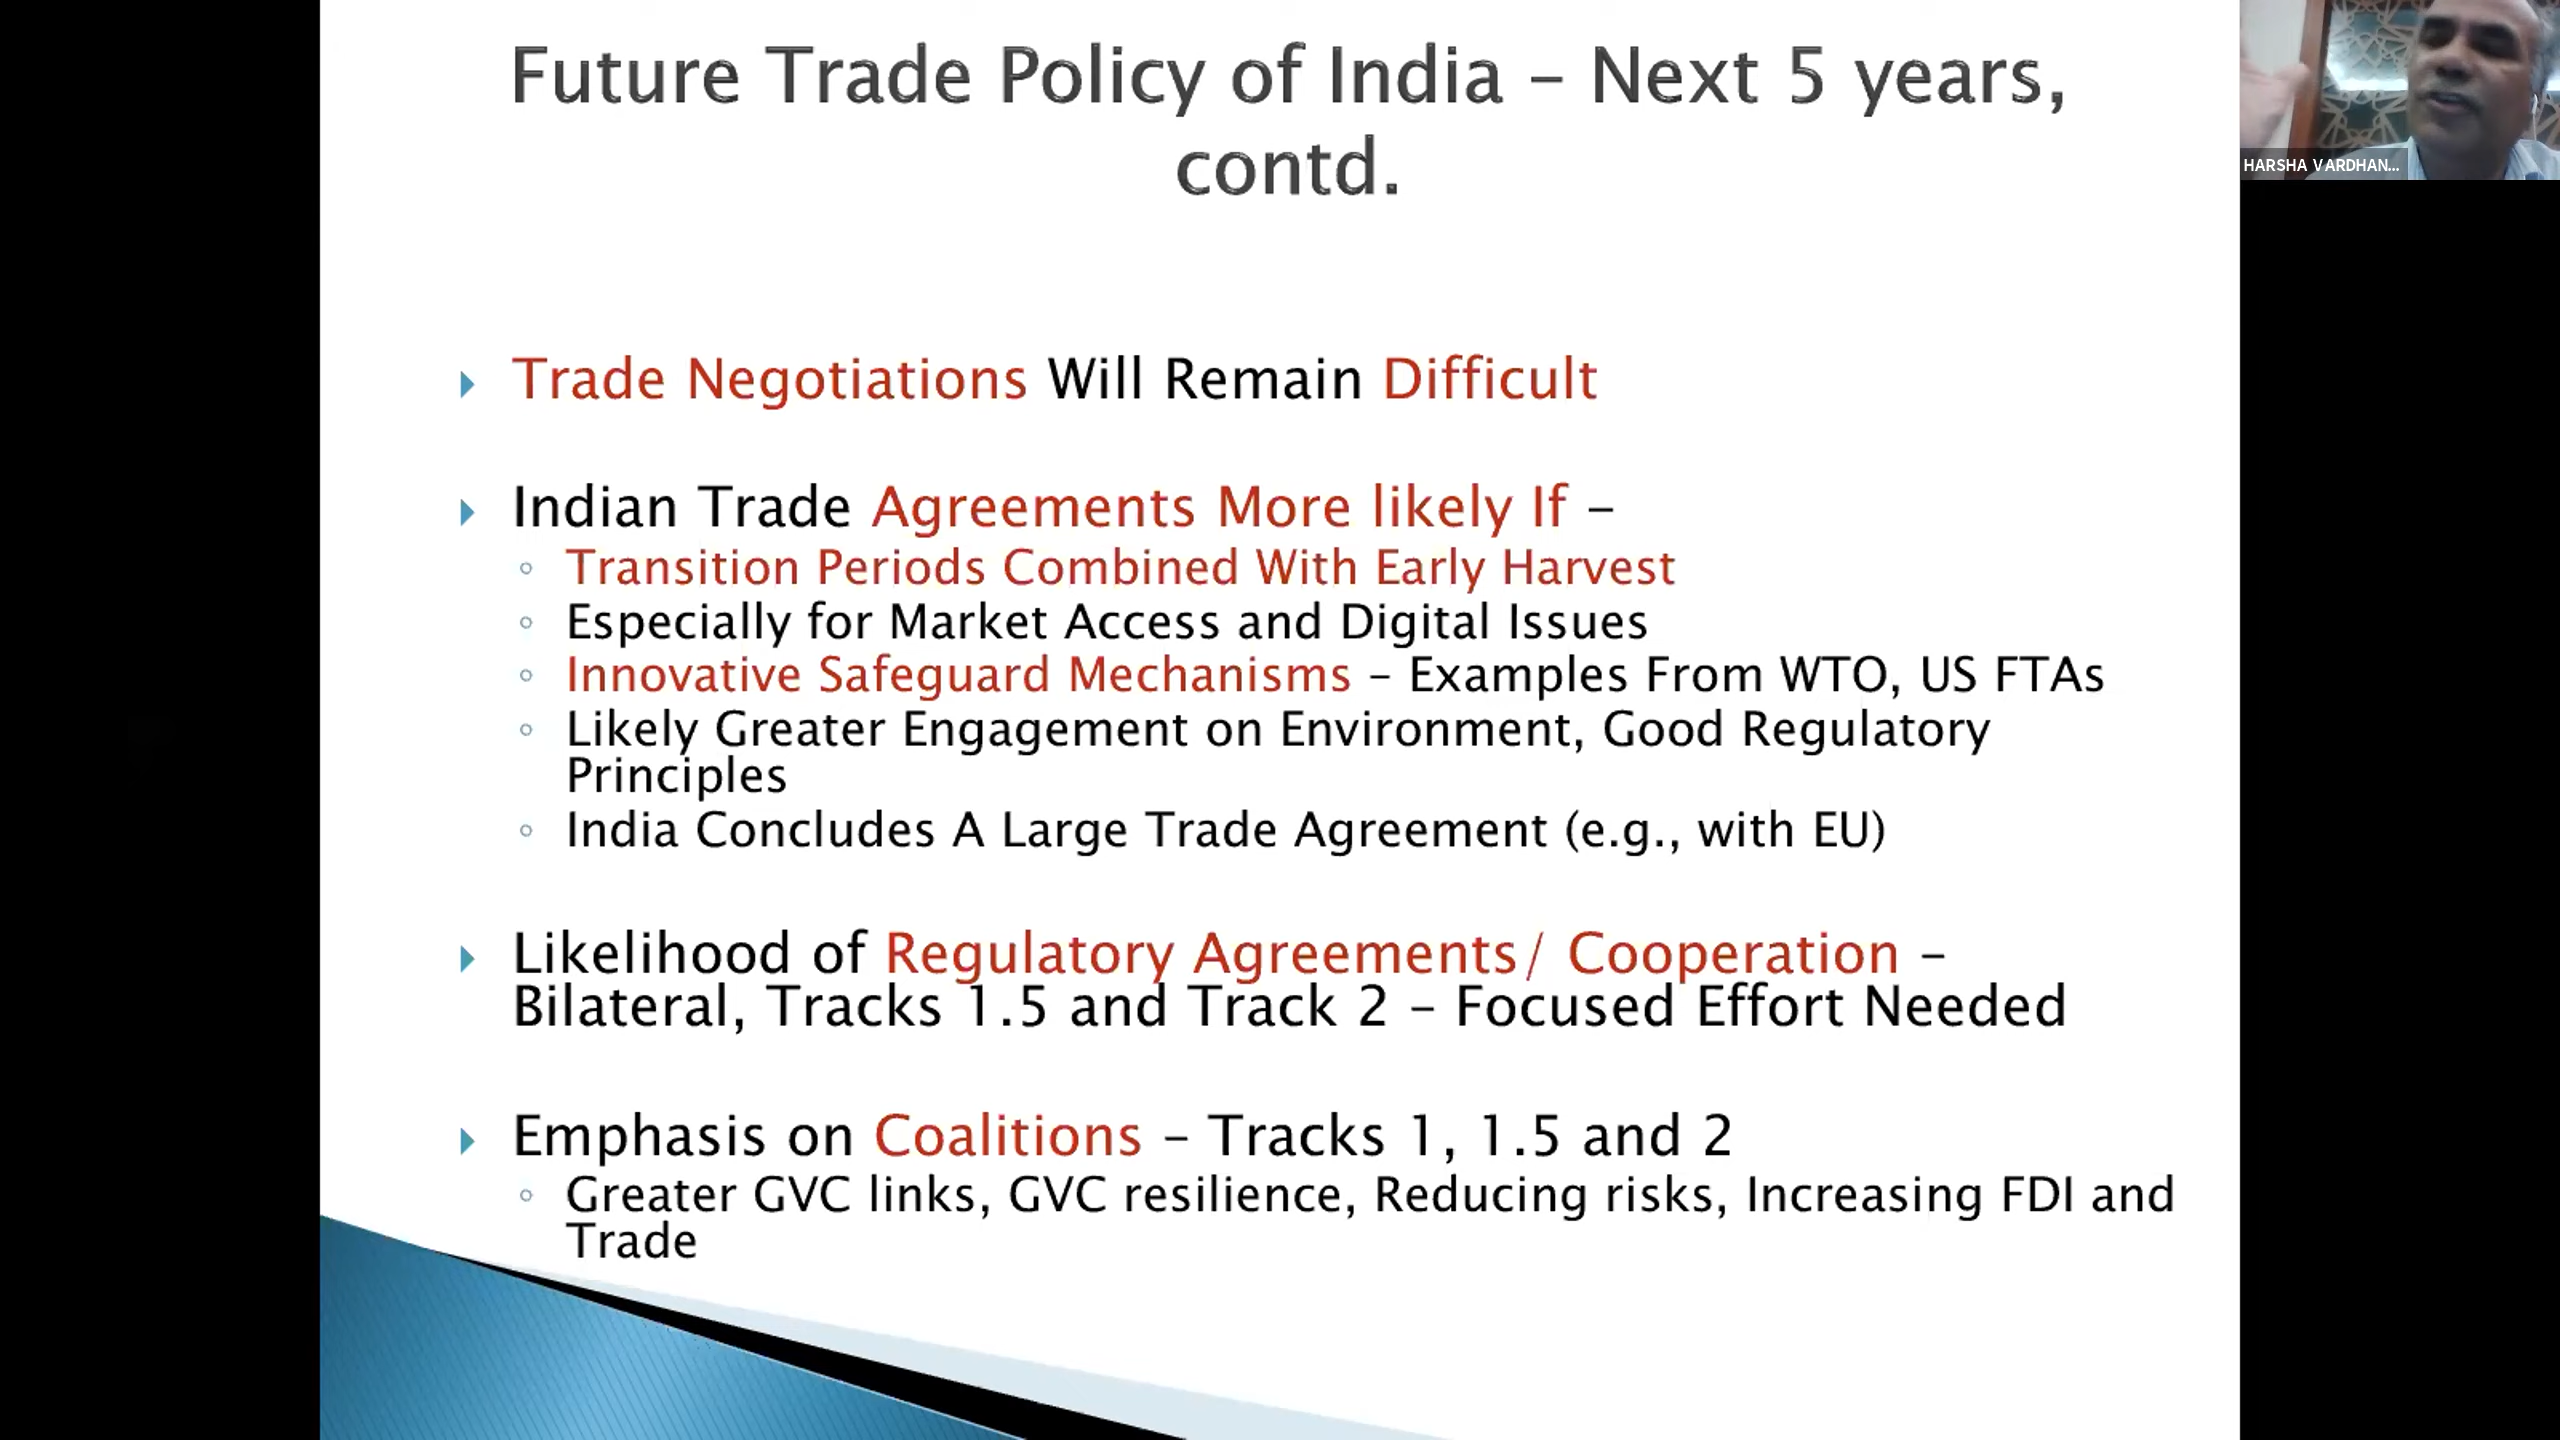 Future Trade Policy of India – Next 5 years,
contd.
HARSHA VARDHAN...
Trade Negotiations Will Remain Difficult
Indian Trade Agreements More likely If –
Transition Periods Combined With Early Harvest
Especially for Market Access and Digital Issues
Innovative Safeguard Mechanisms – Examples From WTO, US FTAs
Likely Greater Engagement on Environment, Good Regulatory
Principles
India Concludes A Large Trade Agreement (e.g., with EU)
Likelihood of Regulatory Agreements/ Cooperation –
Bilateral, Tracks 1.5 and Track 2 – Focused Effort Needed
Emphasis on Coalitions – Tracks 1, 1.5 and 2
Greater GVC links, GVC resilience, Reducing risks, Increasing FDI and
Trade